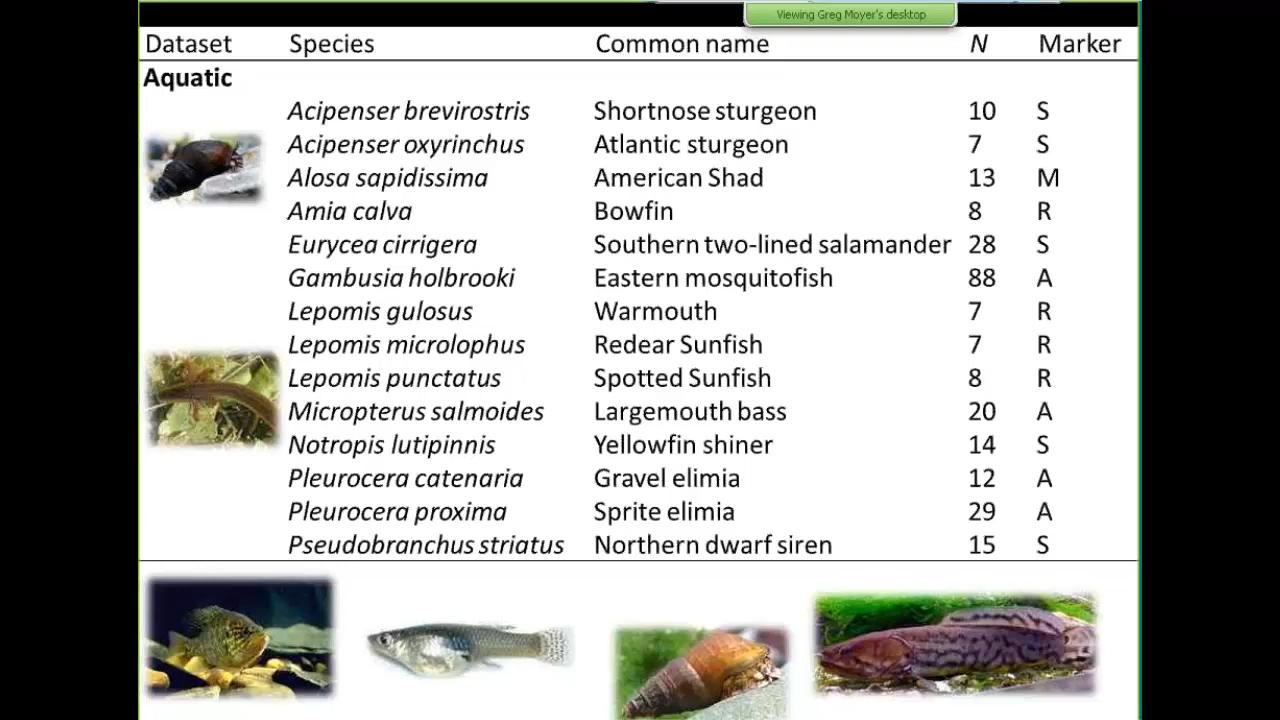 Viewing Greg Moyer's desktop
Dataset Species Common name N Marker
Aquatic
Acipenser brevirostris Shortnose sturgeon 10 S
Acipenser oxyrinchus Atlantic sturgeon 7 S
Alosa sapidissima American Shad 13 M
Amia calva Bowfin 8 R
Eurycea cirrigera Southern two-lined salamander 28 S
Gambusia holbrooki Eastern mosquitofish 88 A
Lepomis gulosus Warmouth 7 R
Lepomis microlophus Redear Sunfish 7 R
Lepomis punctatus Spotted Sunfish 8 R
Micropterus salmoides Largemouth bass 20 A
Notropis lutipinnis Yellowfin shiner 14 S
Pleurocera catenaria Gravel elimia 12 A
Pleurocera proxima Sprite elimia 29 A
Pseudobranchus striatus Northern dwarf siren 15 S